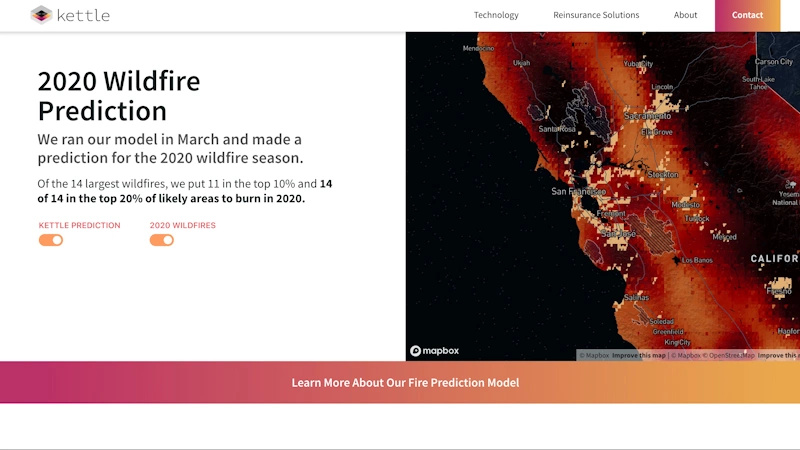 kettle
Technology
Reinsurance Solutions
About
Contact
2020 Wildfire
Prediction
We ran our model in March and made a
prediction for the 2020 wildfire season.
Of the 14 largest wildfires, we put 11 in the top 10% and 14
of 14 in the top 20% of likely areas to burn in 2020.
KETTLE PREDICTION
2020 WILDFIRES
Mendocino
Ukiah
Yuba City
Carson City
South Lake
Tahoe
Lincoln
Sacramento
Santa Rosa
Elk Grove
Stockton
San Francisco
Yosem
National
Modesto
Fremont
Turlock
San Jose
Merced
Los Banos
CALIFOR
Fresno
Salinas
Soledad
Greenfield
King City
Hanfor
mapbox
© Mapbox Improve this map | © Mapbox © OpenStreetMap Improve this
Learn More About Our Fire Prediction Model